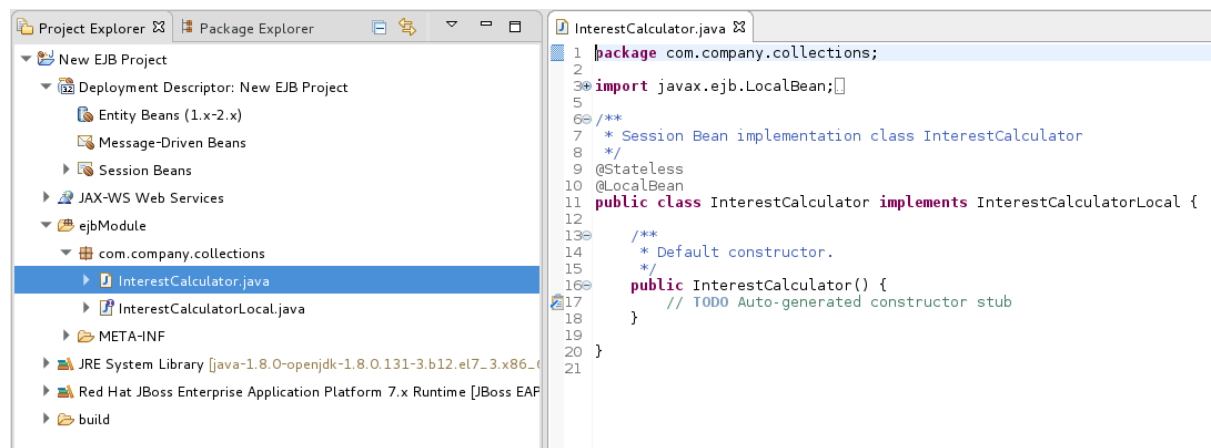 Project Explorer
Package Explorer
New EJB Project
Deployment Descriptor: New EJB Project
Entity Beans (1.x-2.x)
Message-Driven Beans
Session Beans
JAX-WS Web Services
ejbModule
com.company.collections
InterestCalculator.java
InterestCalculatorLocal.java
META-INF
JRE System Library [java-1.8.0-openjdk-1.8.0.131-3.b12.el7_3.x86_6
Red Hat JBoss Enterprise Application Platform 7.x Runtime [JBoss EAP
build
InterestCalculator.java
1 package com.company.collections;
2
3 import javax.ejb.LocalBean;
5
6 /**
7  * Session Bean implementation class InterestCalculator
8  */
9 @Stateless
10 @LocalBean
11 public class InterestCalculator implements InterestCalculatorLocal {
12
13     /**
14      * Default constructor.
15      */
16     public InterestCalculator() {
17         // TODO Auto-generated constructor stub
18     }
19
20 }
21